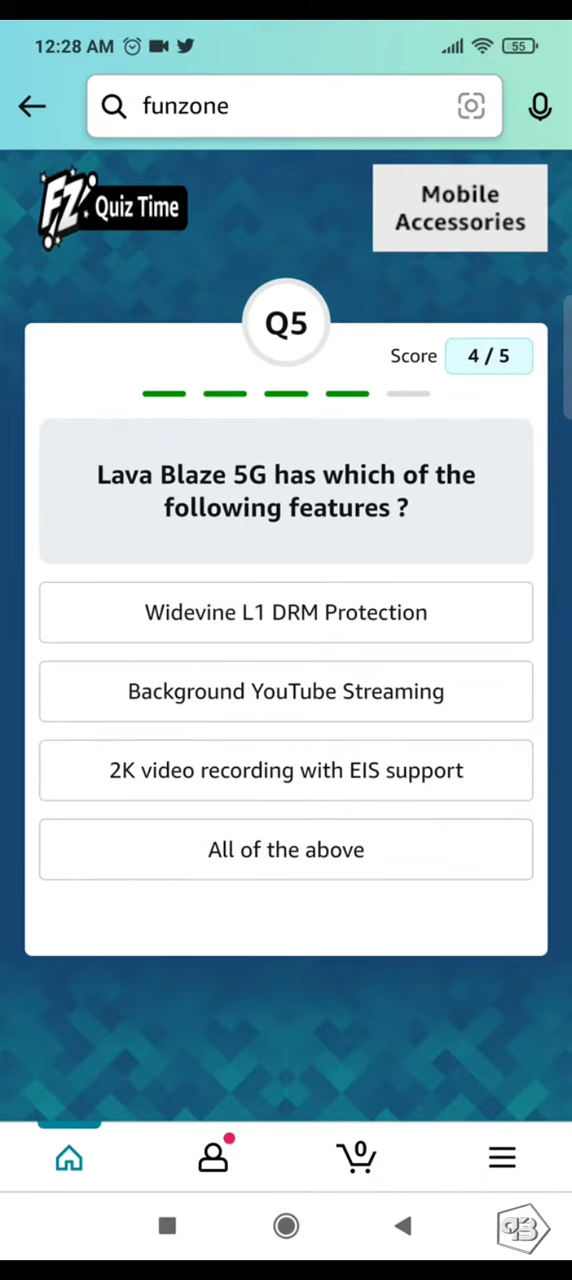 12:28 AM
55
funzone
FZ Quiz Time
Mobile
Accessories
Q5
Score 4 / 5
Lava Blaze 5G has which of the
following features ?
Widevine L1 DRM Protection
Background YouTube Streaming
2K video recording with EIS support
All of the above
0